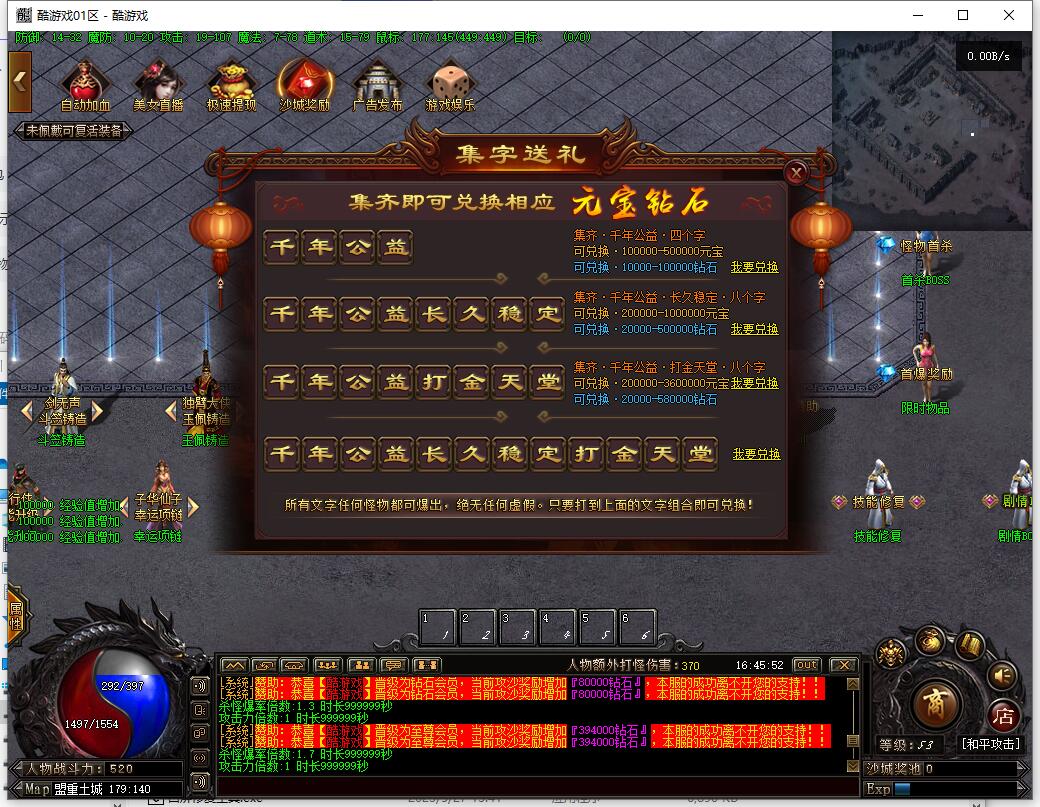 酷游戏01区 - 酷游戏
防御: 14-32 魔防: 10-20 攻击: 19-107 魔法: 7-78 道术: 15-79 鼠标: 177:145(449:449) 目标: (0/0)
0.00B/s
自动加血
美女直播
极速提现
沙城奖励
广告发布
游戏娱乐
未佩戴可复活装备
集字送礼
集齐即可兑换相应 元宝钻石
千年公益
集齐·千年公益·四个字
可兑换·100000-500000元宝
可兑换·10000-100000钻石 我要兑换
千年公益长久稳定
集齐·千年公益·长久稳定·八个字
可兑换·200000-1000000元宝
可兑换·20000-500000钻石 我要兑换
千年公益打金天堂
集齐·千年公益·打金天堂·八个字
可兑换·200000-3600000元宝 我要兑换
可兑换·20000-580000钻石
千年公益长久稳定打金天堂 我要兑换
所有文字任何怪物都可爆出，绝无任何虚假。只要打到上面的文字组合即可兑换！
怪物首杀
首杀BOSS
首爆奖励
限时物品
剑无声
斗笠铸造
斗笠铸造
独臂大侠
玉佩铸造
玉佩铸造
子华仙子
幸运项链
幸运项链
100000 经验值增加
100000 经验值增加
100000 经验值增加
技能修复
技能修复
剧情
剧情BO
属性
1 2 3 4 5 6
1 2 3 4 5 6
292/397
1497/1554
人物战斗力: 520
Map 盟重土城 179:140
人物额外打怪伤害:370
16:45:52
out
[系统]赞助: 恭喜【酷游戏】晋级为钻石会员; 当前攻沙奖励增加『80000钻石』, 本服的成功离不开您的支持！！
[系统]赞助: 恭喜【酷游戏】晋级为钻石会员; 当前攻沙奖励增加『80000钻石』, 本服的成功离不开您的支持！！
杀怪爆率倍数:1.3 时长999999秒
攻击力倍数:1 时长999999秒
[系统]赞助: 恭喜【酷游戏】晋级为至尊会员; 当前攻沙奖励增加『394000钻石』, 本服的成功离不开您的支持！！
[系统]赞助: 恭喜【酷游戏】晋级为至尊会员; 当前攻沙奖励增加『394000钻石』, 本服的成功离不开您的支持！！
杀怪爆率倍数:1.7 时长999999秒
攻击力倍数:1 时长999999秒
商
店
等级: 53
[和平攻击]
沙城奖池 0
Exp